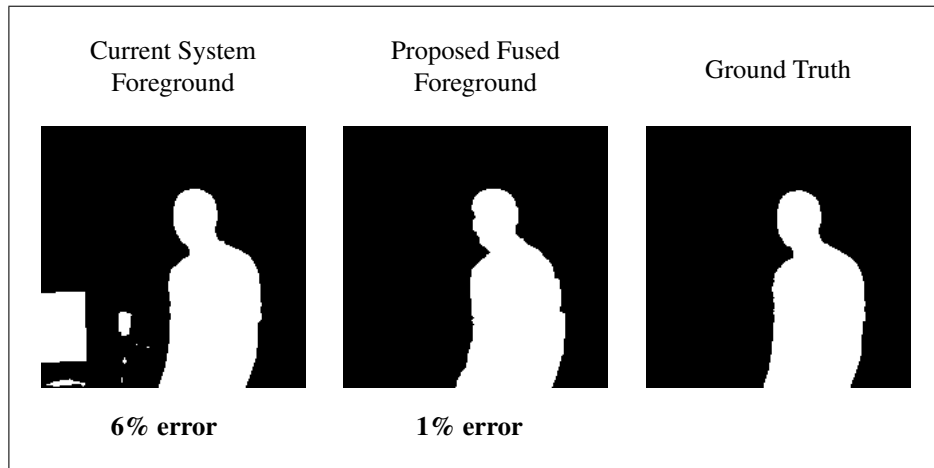 Current System
Foreground
Proposed Fused
Foreground
Ground Truth
6% error
1% error